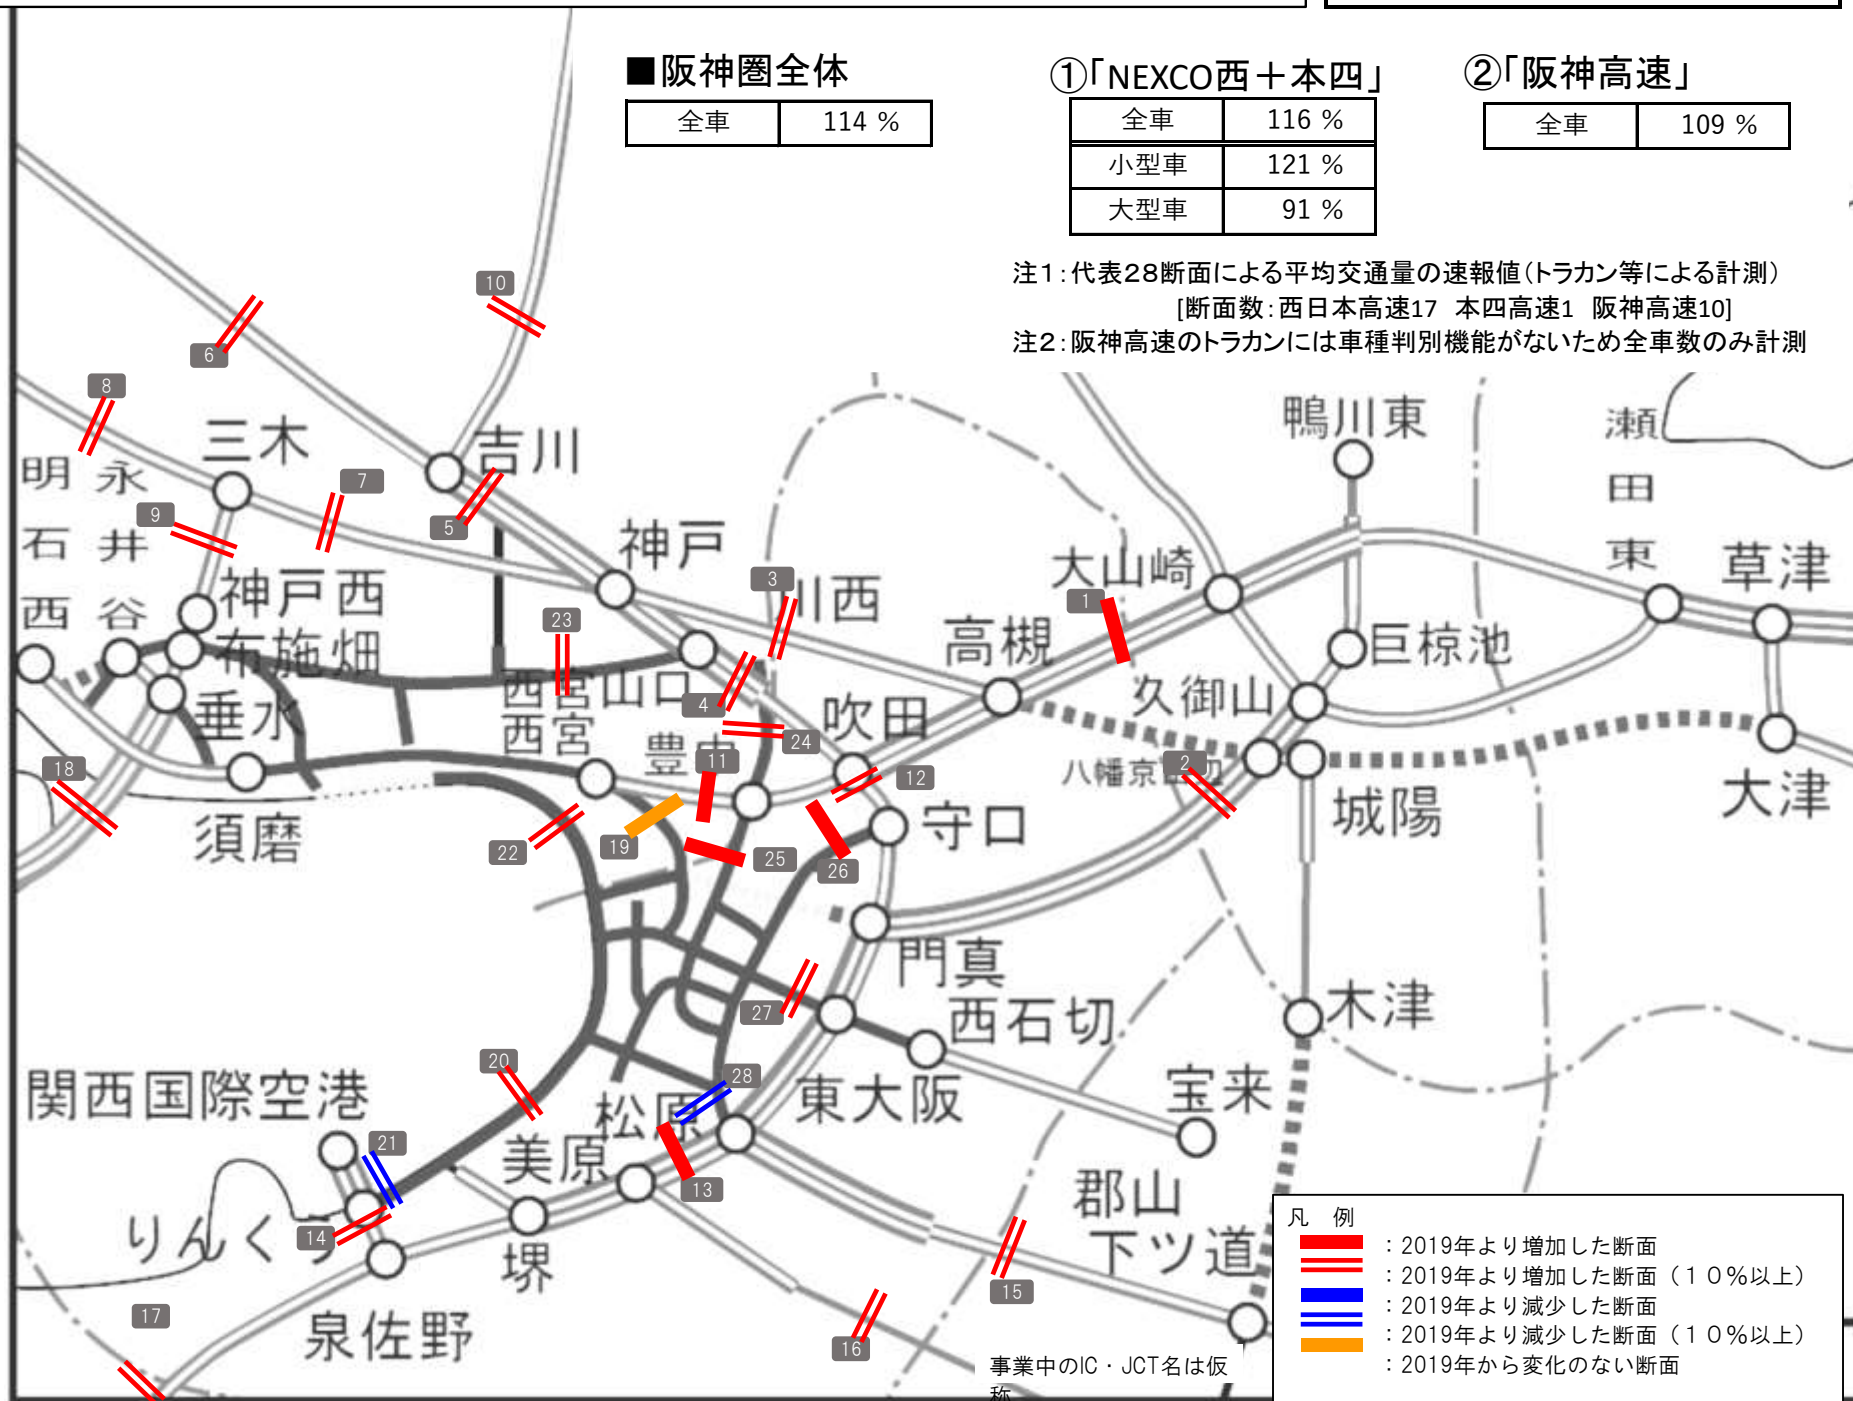 ■阪神圏全体
全車 114 %
①「NEXCO西＋本四」
全車 116 %
小型車 121 %
大型車 91 %
②「阪神高速」
全車 109 %
注１：代表２８断面による平均交通量の速報値（トラカン等による計測）
[断面数：西日本高速17 本四高速1 阪神高速10]
注２：阪神高速のトラカンには車種判別機能がないため全車数のみ計測
10
6
8
三木
吉川
鴨川東
瀬田東
明石西
永井谷
7
9
5
神戸
3
川西
大山崎
1
草津
神戸西
布施畑
23
高槻
巨椋池
西宮山口
4
久御山
垂水
西宮
豊中
11
24
吹田
12
18
八幡京田辺
2
大津
須磨
22
19
25
26
守口
城陽
門真
27
西石切
木津
20
28
関西国際空港
松原
東大阪
宝来
21
美原
13
郡山
下ツ道
14
りんくう
堺
15
17
泉佐野
16
事業中のIC・JCT名は仮
称
凡　例
：2019年より増加した断面
：2019年より増加した断面（１０％以上）
：2019年より減少した断面
：2019年より減少した断面（１０％以上）
：2019年から変化のない断面